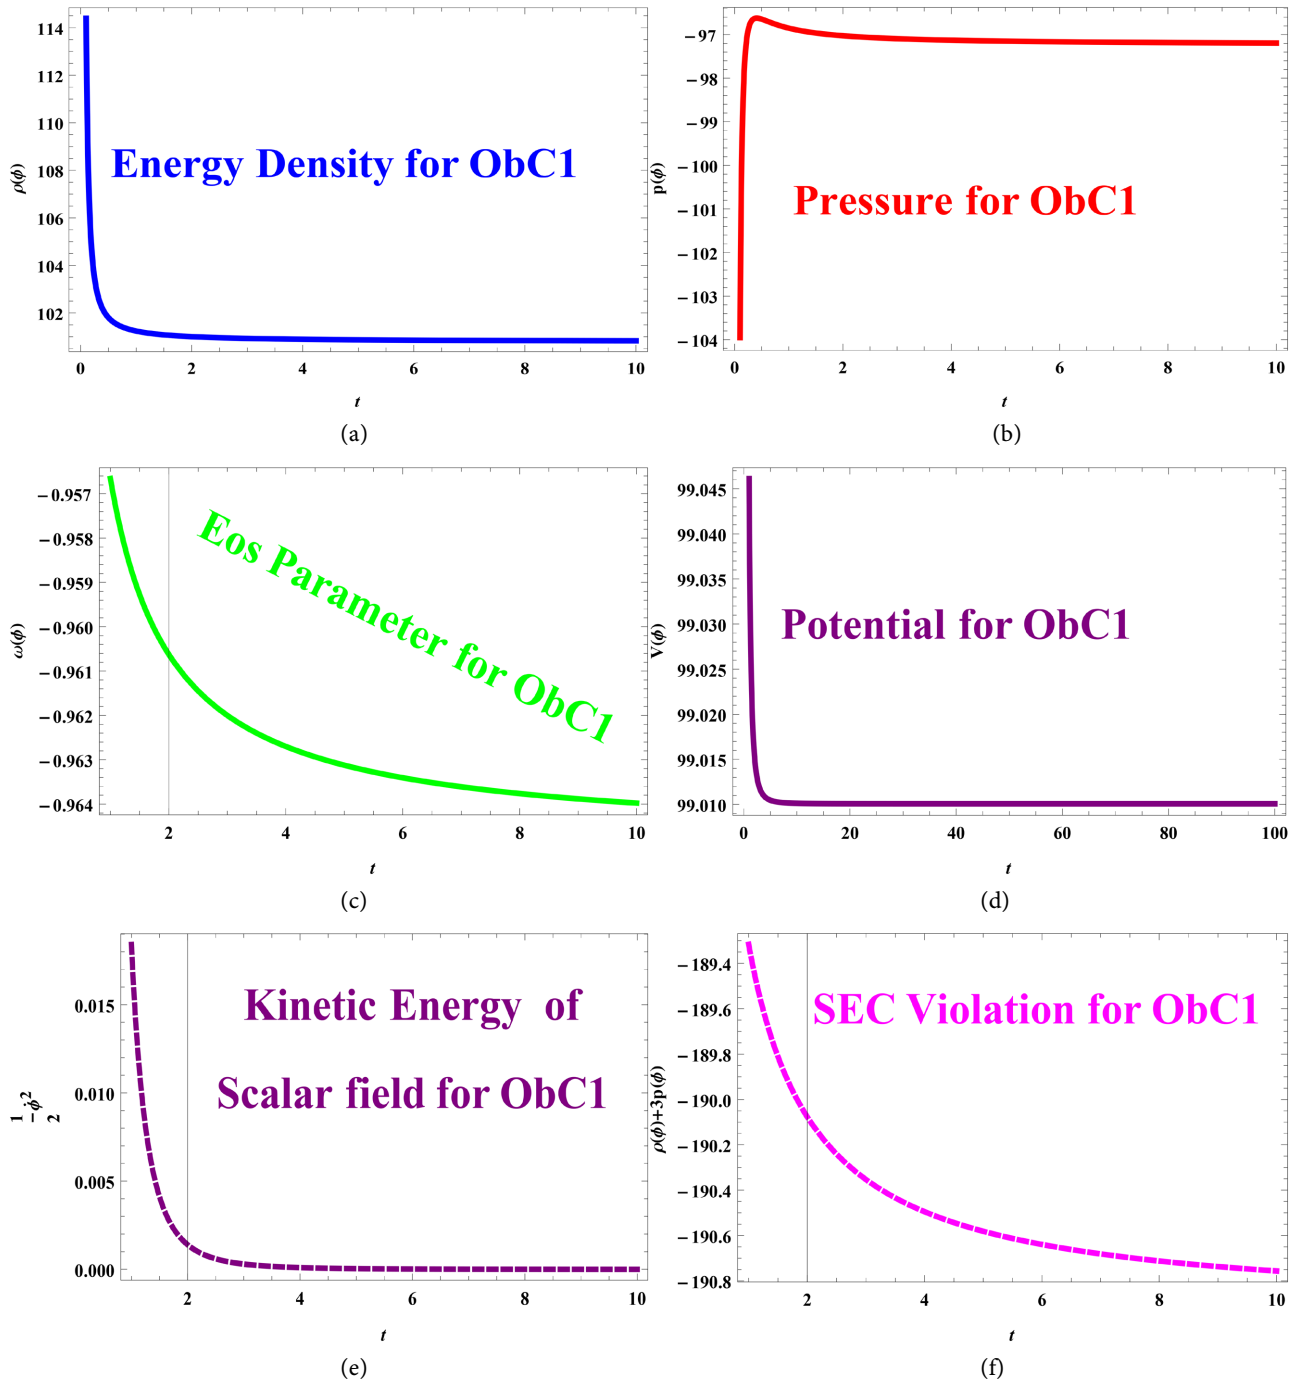 114
112
110
108
106
104
102
ρ(ϕ)
Energy Density for ObC1
0 2 4 6 8 10
t
(a)
−97
−98
−99
−100
−101
−102
−103
−104
p(ϕ)
Pressure for ObC1
0 2 4 6 8 10
t
(b)
−0.957
−0.958
−0.959
−0.960
−0.961
−0.962
−0.963
−0.964
ω(ϕ)
Eos Parameter for ObC1
2 4 6 8 10
t
(c)
99.045
99.040
99.035
99.030
99.025
99.020
99.015
99.010
V(ϕ)
Potential for ObC1
0 20 40 60 80 100
t
(d)
0.015
0.010
0.005
0.000
1/2 ϕ̇²
Kinetic Energy of
Scalar field for ObC1
2 4 6 8 10
t
(e)
−189.4
−189.6
−189.8
−190.0
−190.2
−190.4
−190.6
−190.8
ρ(ϕ)+3p(ϕ)
SEC Violation for ObC1
2 4 6 8 10
t
(f)